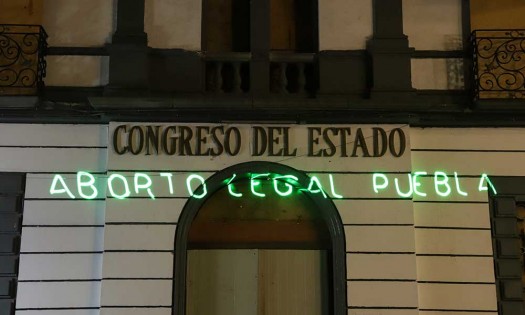 CONGRESO DEL ESTADO
ABORTO LEGAL PUEBLA